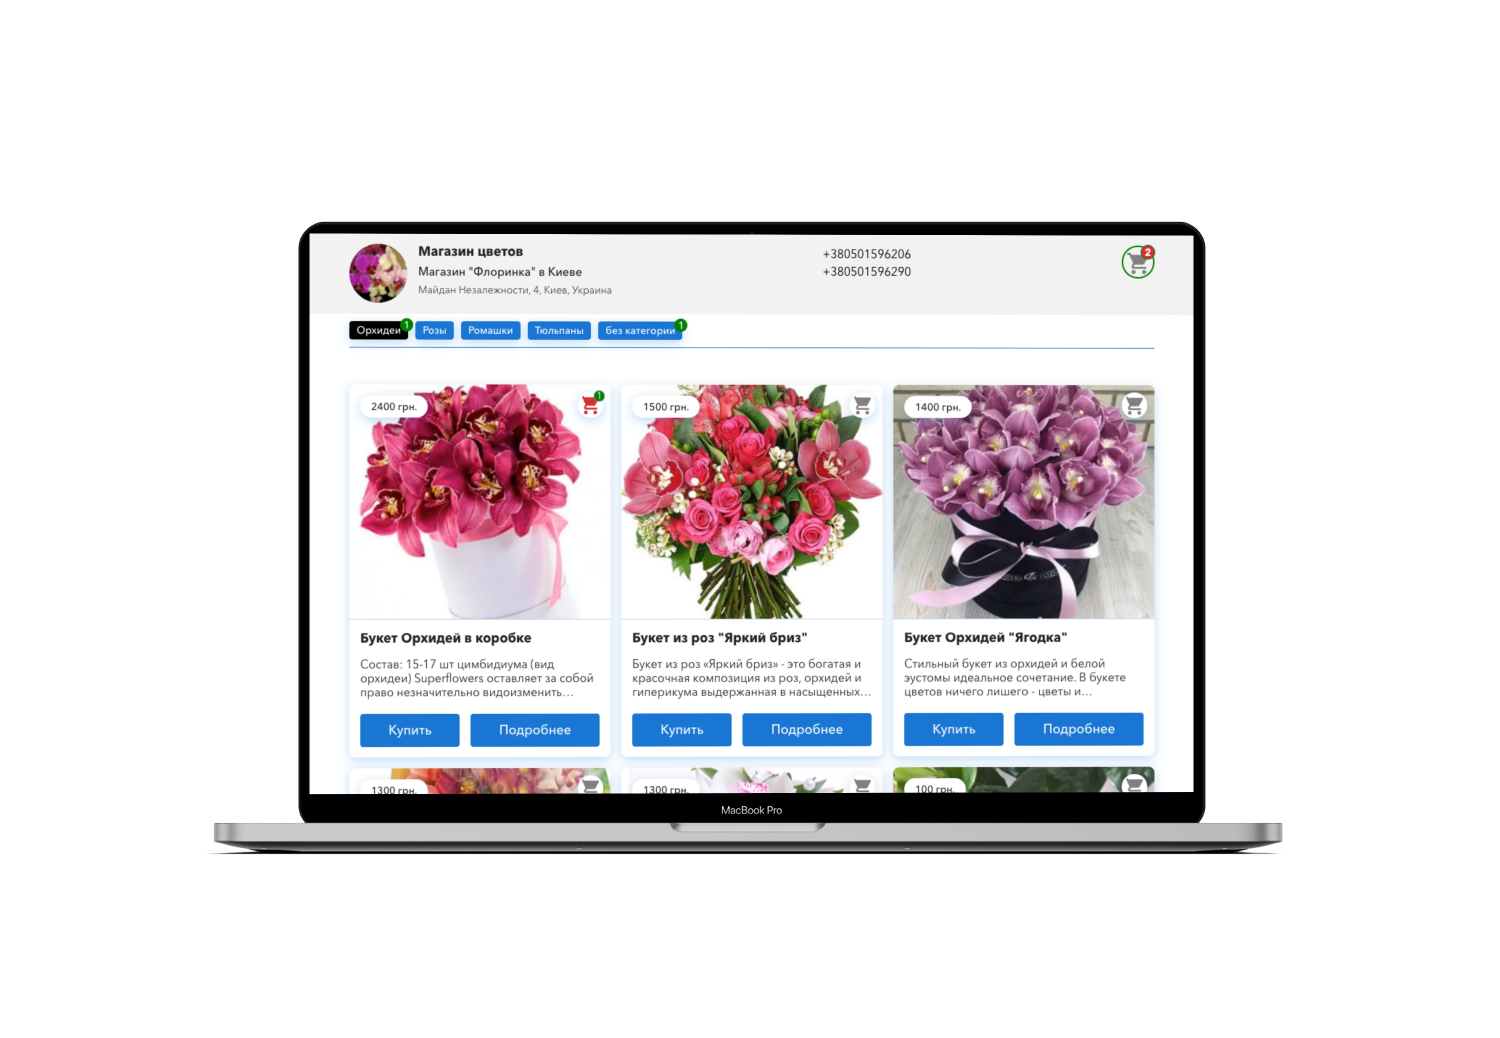 Магазин цветов
Магазин "Флоринка" в Киеве
Майдан Незалежности, 4, Киев, Украина
+380501596206
+380501596290
2
Орхидеи 1
Розы
Ромашки
Тюльпаны
без категории 1
2400 грн.
1
1500 грн.
1400 грн.
Букет Орхидей в коробке
Состав: 15-17 шт цимбидиума (вид
орхидеи) Superflowers оставляет за собой
право незначительно видоизменить...
Купить
Подробнее
Букет из роз "Яркий бриз"
Букет из роз «Яркий бриз» - это богатая и
красочная композиция из роз, орхидей и
гиперикума выдержанная в насыщенных...
Купить
Подробнее
Букет Орхидей "Ягодка"
Стильный букет из орхидей и белой
эустомы идеальное сочетание. В букете
цветов ничего лишего - цветы и...
Купить
Подробнее
1300 грн.
1300 грн.
100 грн.
MacBook Pro